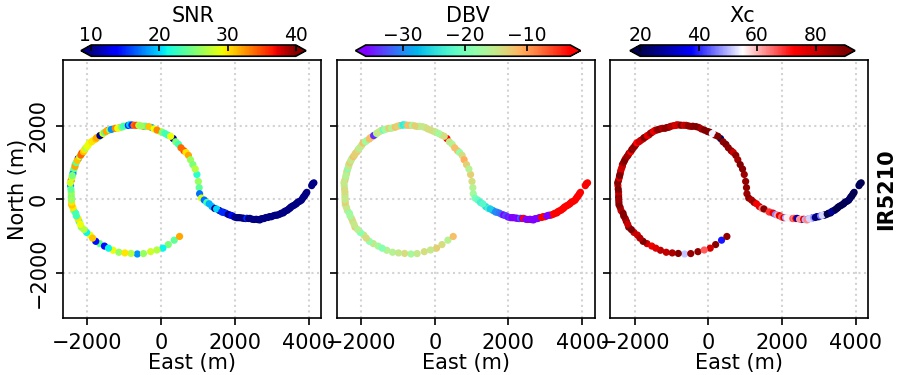 SNR DBV Xc
10 20 30 40 −30 −20 −10 20 40 60 80
North (m)
2000
0
−2000
−2000 0 2000 4000 −2000 0 2000 4000 −2000 0 2000 4000
East (m) East (m) East (m)
IR5210